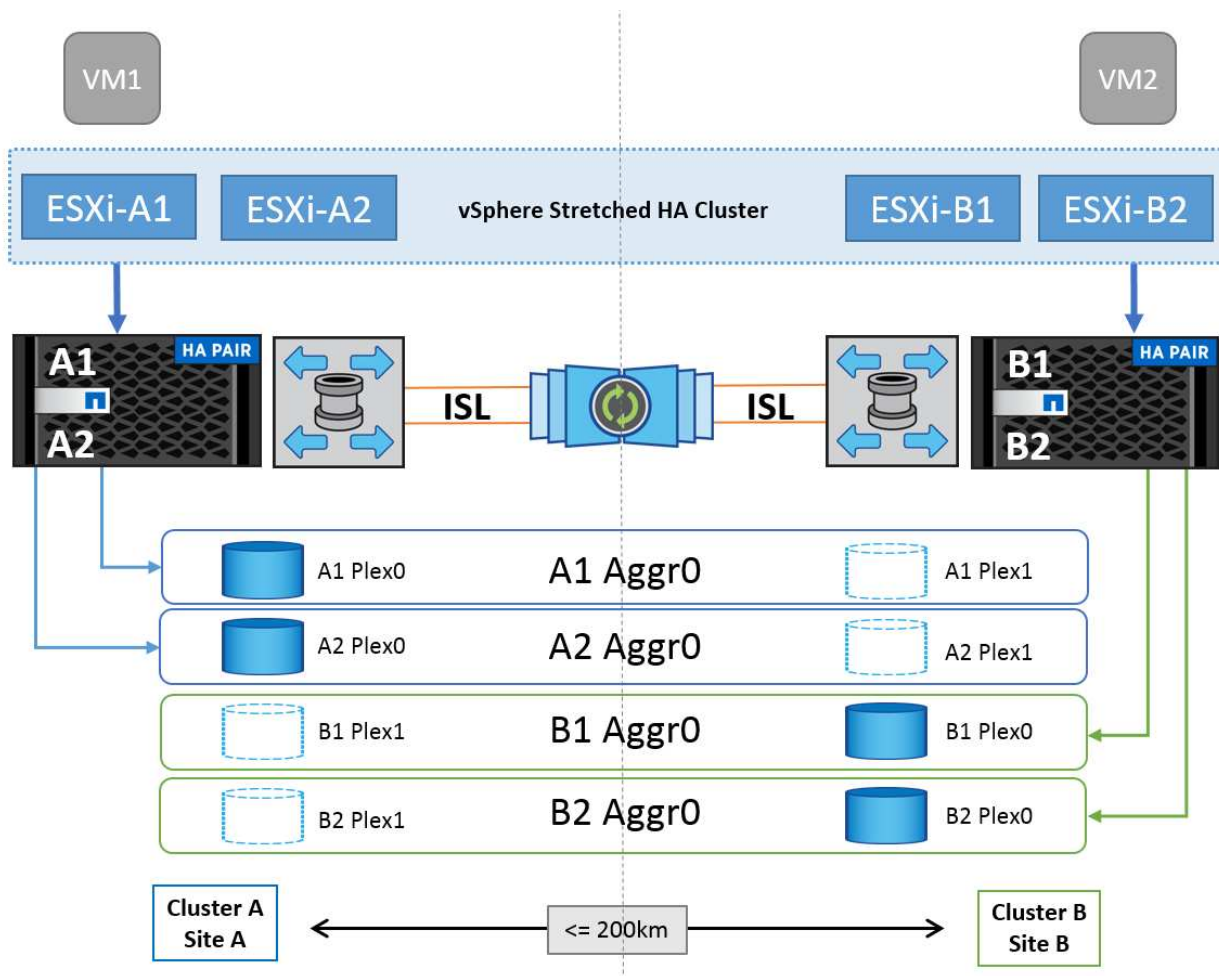 VM1
VM2
ESXi-A1
ESXi-A2
vSphere Stretched HA Cluster
ESXi-B1
ESXi-B2
A1
HA PAIR
A2
ISL
ISL
B1
HA PAIR
B2
A1 Plex0
A1 Aggr0
A1 Plex1
A2 Plex0
A2 Aggr0
A2 Plex1
B1 Plex1
B1 Aggr0
B1 Plex0
B2 Plex1
B2 Aggr0
B2 Plex0
Cluster A
Site A
<= 200km
Cluster B
Site B